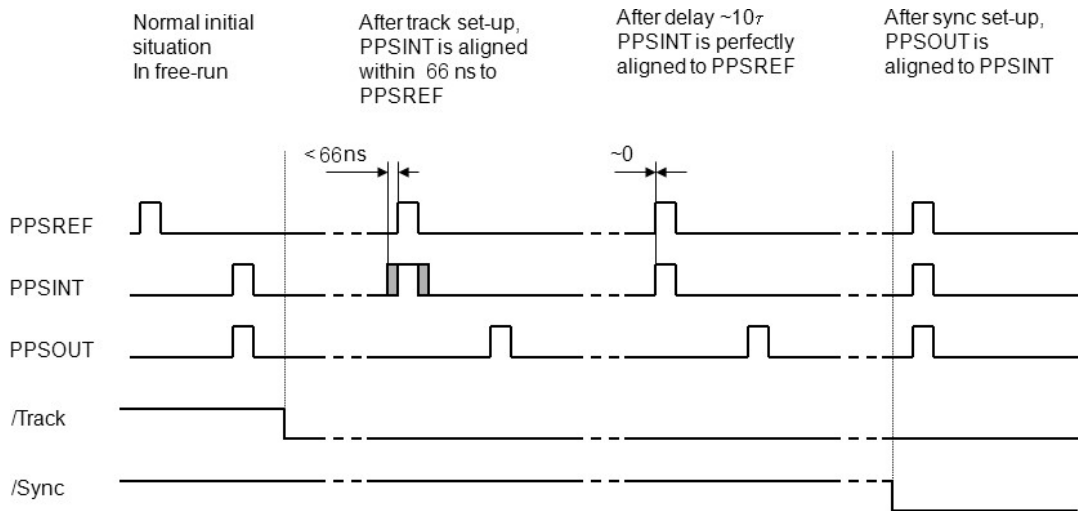 Normal initial
situation
In free-run
After track set-up,
PPSINT is aligned
within 66 ns to
PPSREF
After delay ~10τ
PPSINT is perfectly
aligned to PPSREF
After sync set-up,
PPSOUT is
aligned to PPSINT
< 66ns
~0
PPSREF
PPSINT
PPSOUT
/Track
/Sync